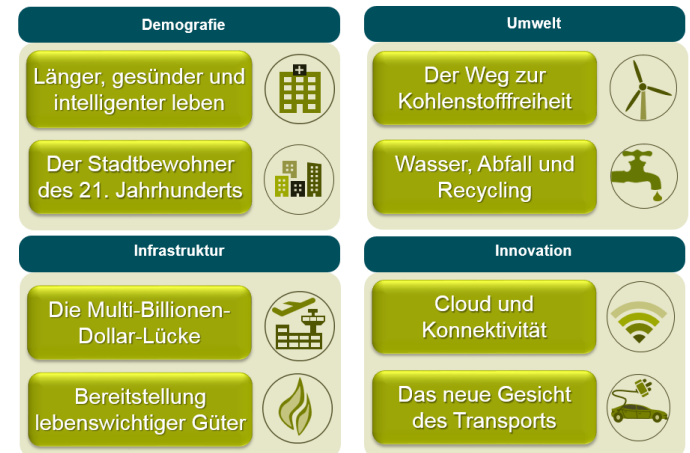 Demografie
Länger, gesünder und
intelligenter leben
Der Stadtbewohner
des 21. Jahrhunderts
Umwelt
Der Weg zur
Kohlenstofffreiheit
Wasser, Abfall und
Recycling
Infrastruktur
Die Multi-Billionen-
Dollar-Lücke
Bereitstellung
lebenswichtiger Güter
Innovation
Cloud und
Konnektivität
Das neue Gesicht
des Transports